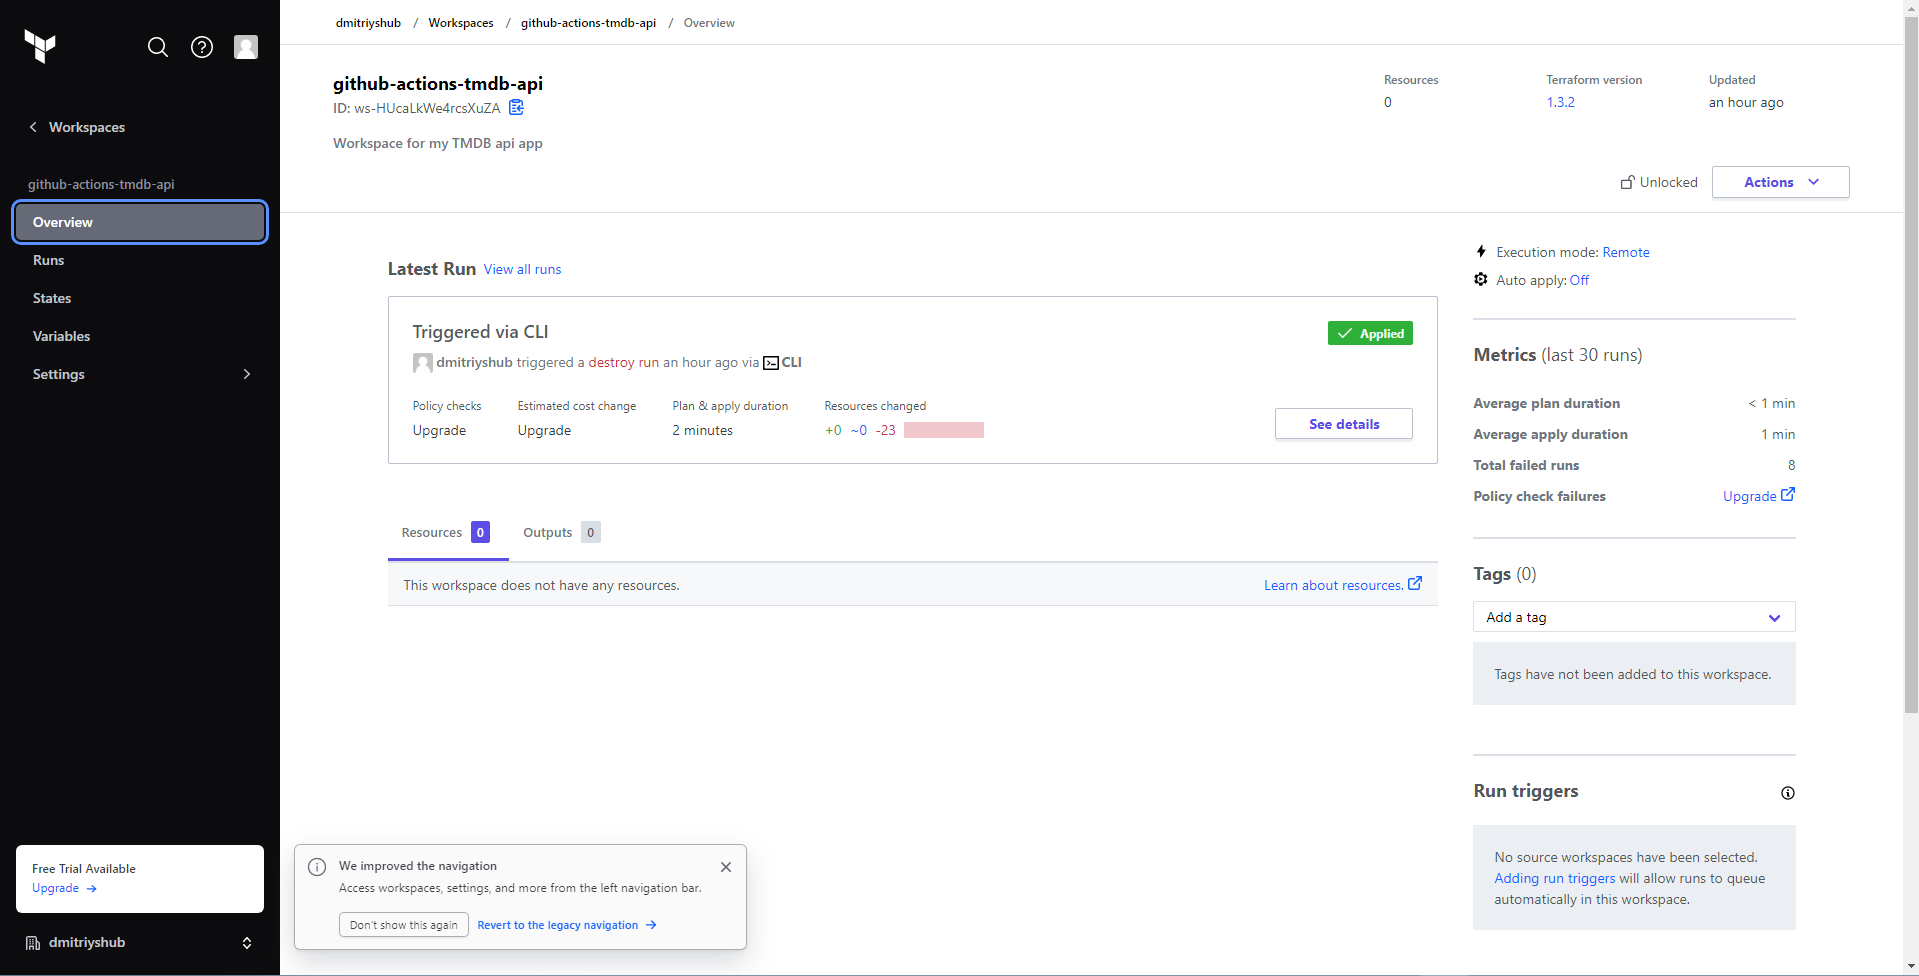 dmitriyshub / Workspaces / github-actions-tmdb-api / Overview
Workspaces
github-actions-tmdb-api
Overview
Runs
States
Variables
Settings
Free Trial Available
Upgrade →
dmitriyshub
github-actions-tmdb-api
ID: ws-HUcaLkWe4rcsXuZA
Workspace for my TMDB api app
Resources
0
Terraform version
1.3.2
Updated
an hour ago
Unlocked
Actions
Latest Run View all runs
Triggered via CLI
Applied
dmitriyshub triggered a destroy run an hour ago via CLI
Policy checks
Upgrade
Estimated cost change
Upgrade
Plan & apply duration
2 minutes
Resources changed
+0 ~0 -23
See details
Resources 0
Outputs 0
This workspace does not have any resources.
Learn about resources.
Execution mode: Remote
Auto apply: Off
Metrics (last 30 runs)
Average plan duration < 1 min
Average apply duration 1 min
Total failed runs 8
Policy check failures Upgrade
Tags (0)
Add a tag
Tags have not been added to this workspace.
Run triggers
No source workspaces have been selected.
Adding run triggers will allow runs to queue
automatically in this workspace.
We improved the navigation
Access workspaces, settings, and more from the left navigation bar.
Don't show this again
Revert to the legacy navigation →